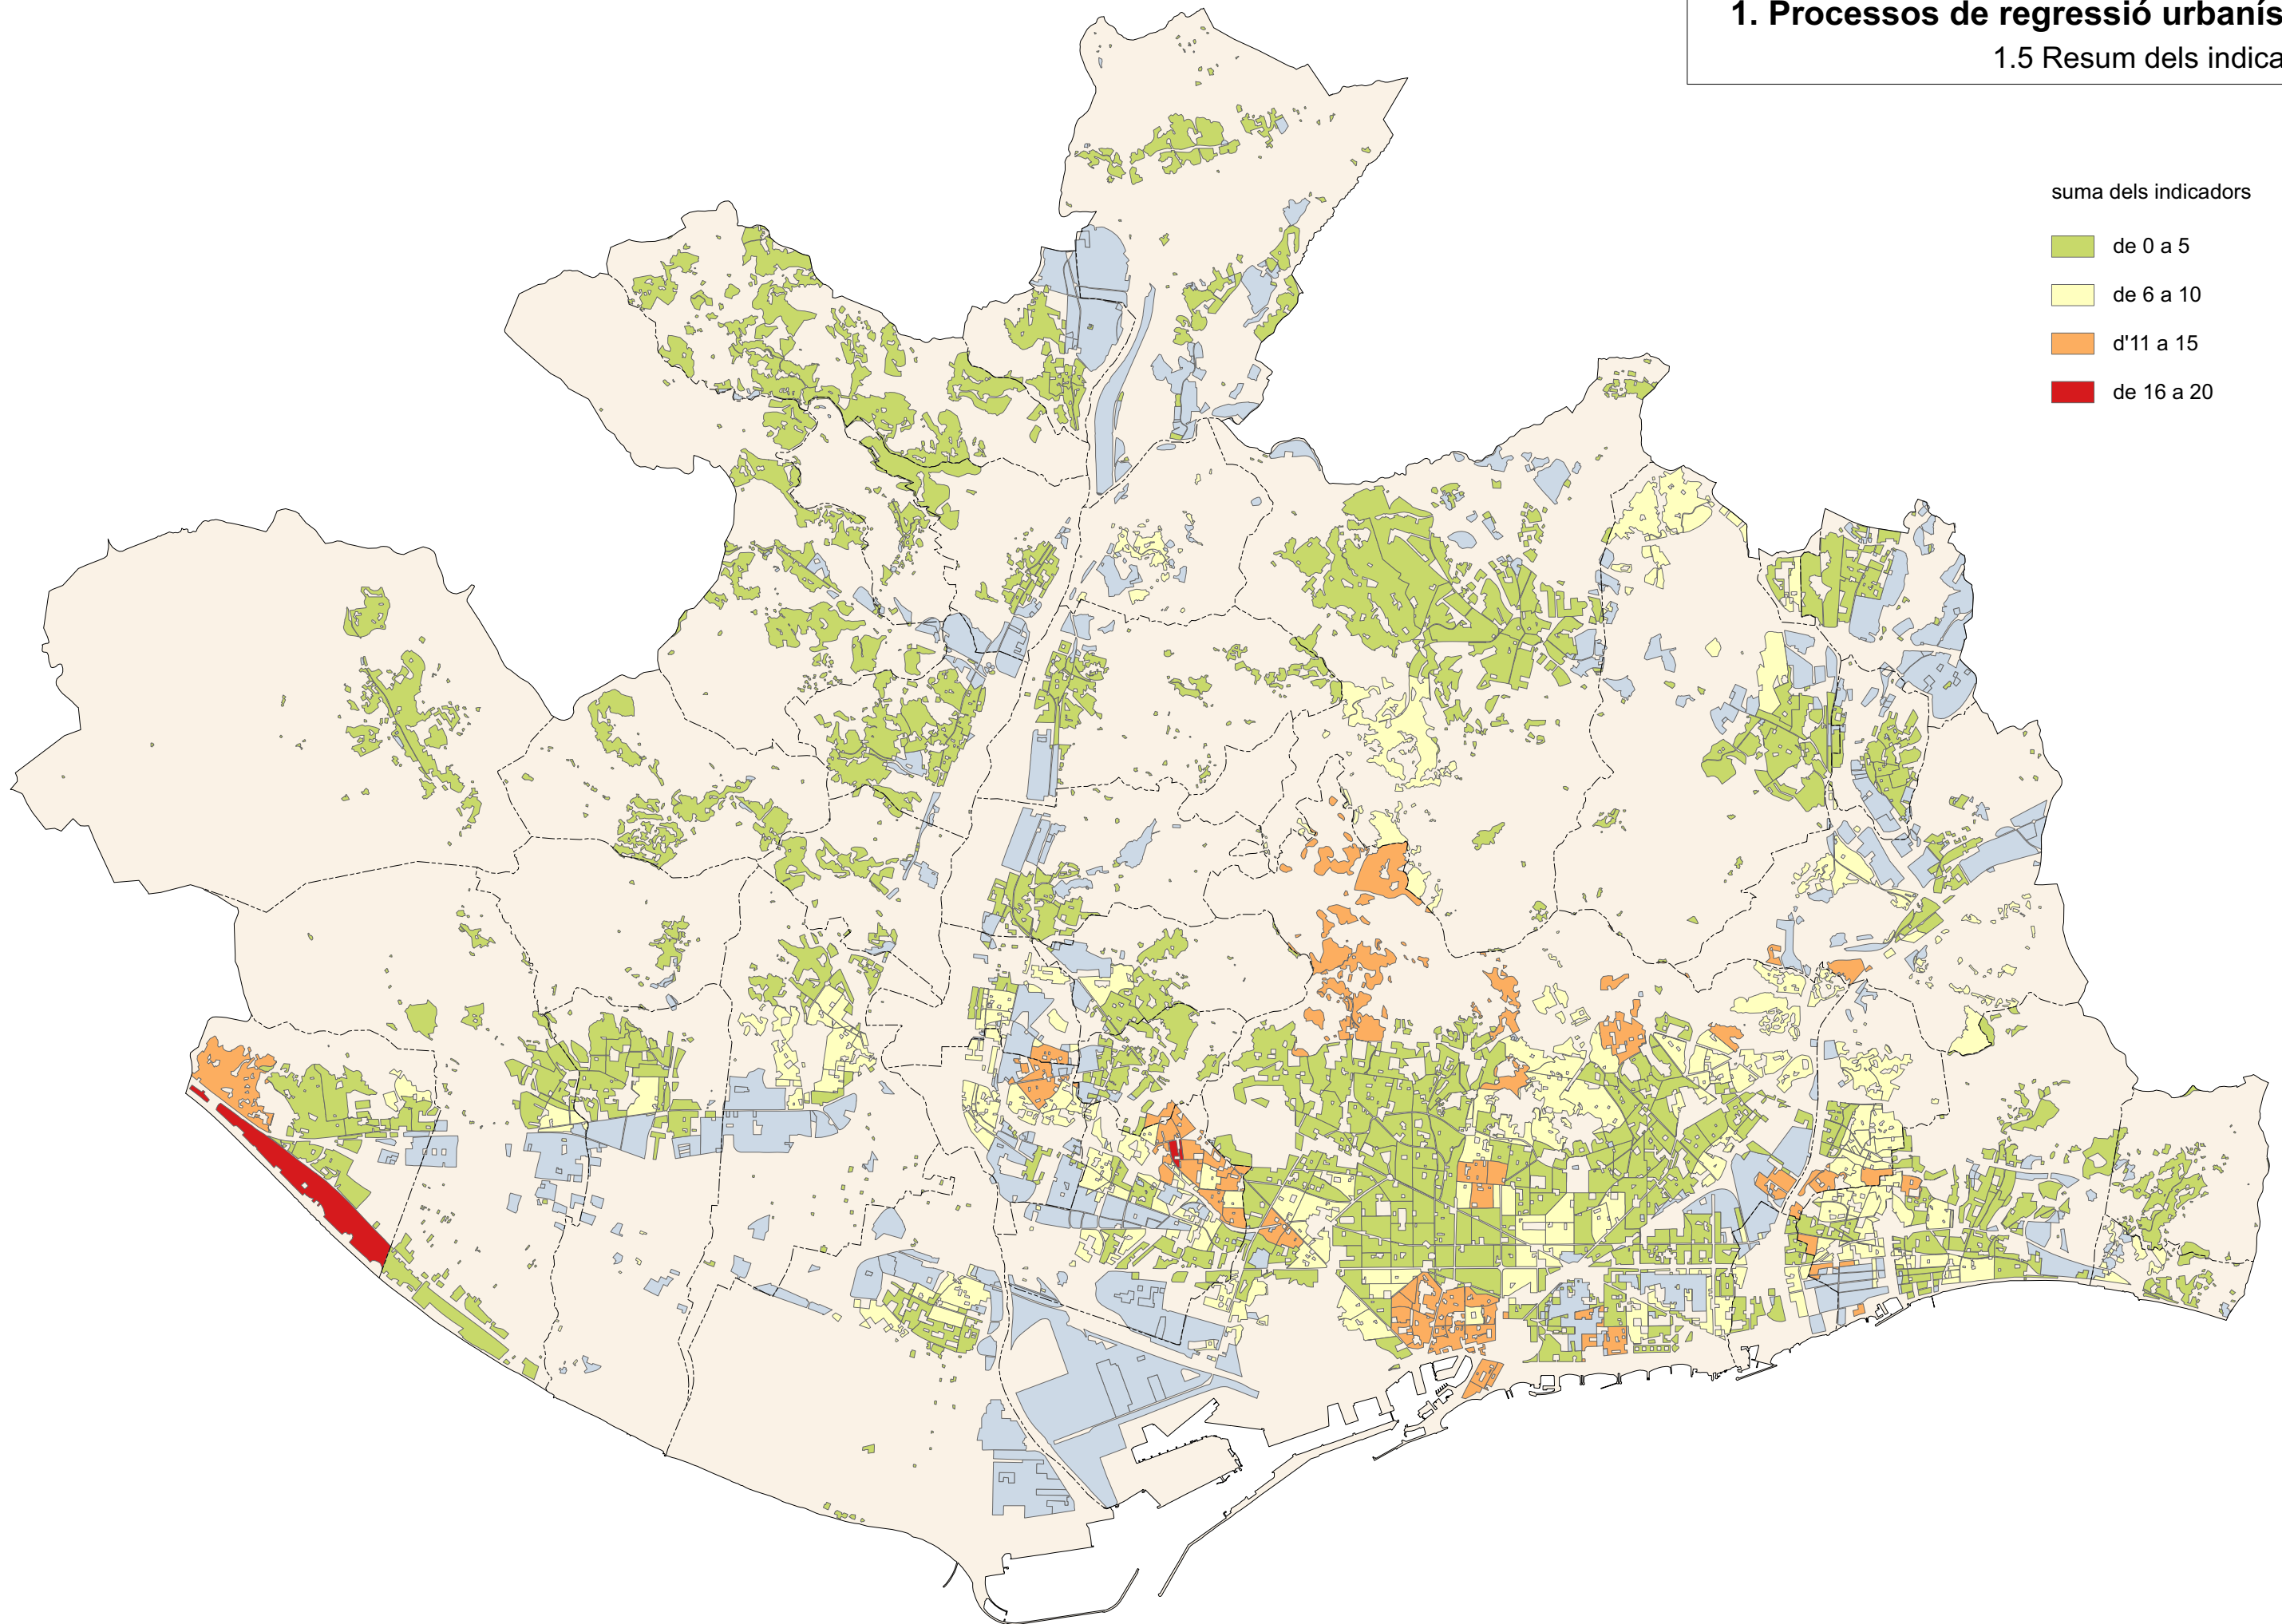 1. Processos de regressió urbanís
1.5 Resum dels indica
suma dels indicadors
de 0 a 5
de 6 a 10
d'11 a 15
de 16 a 20